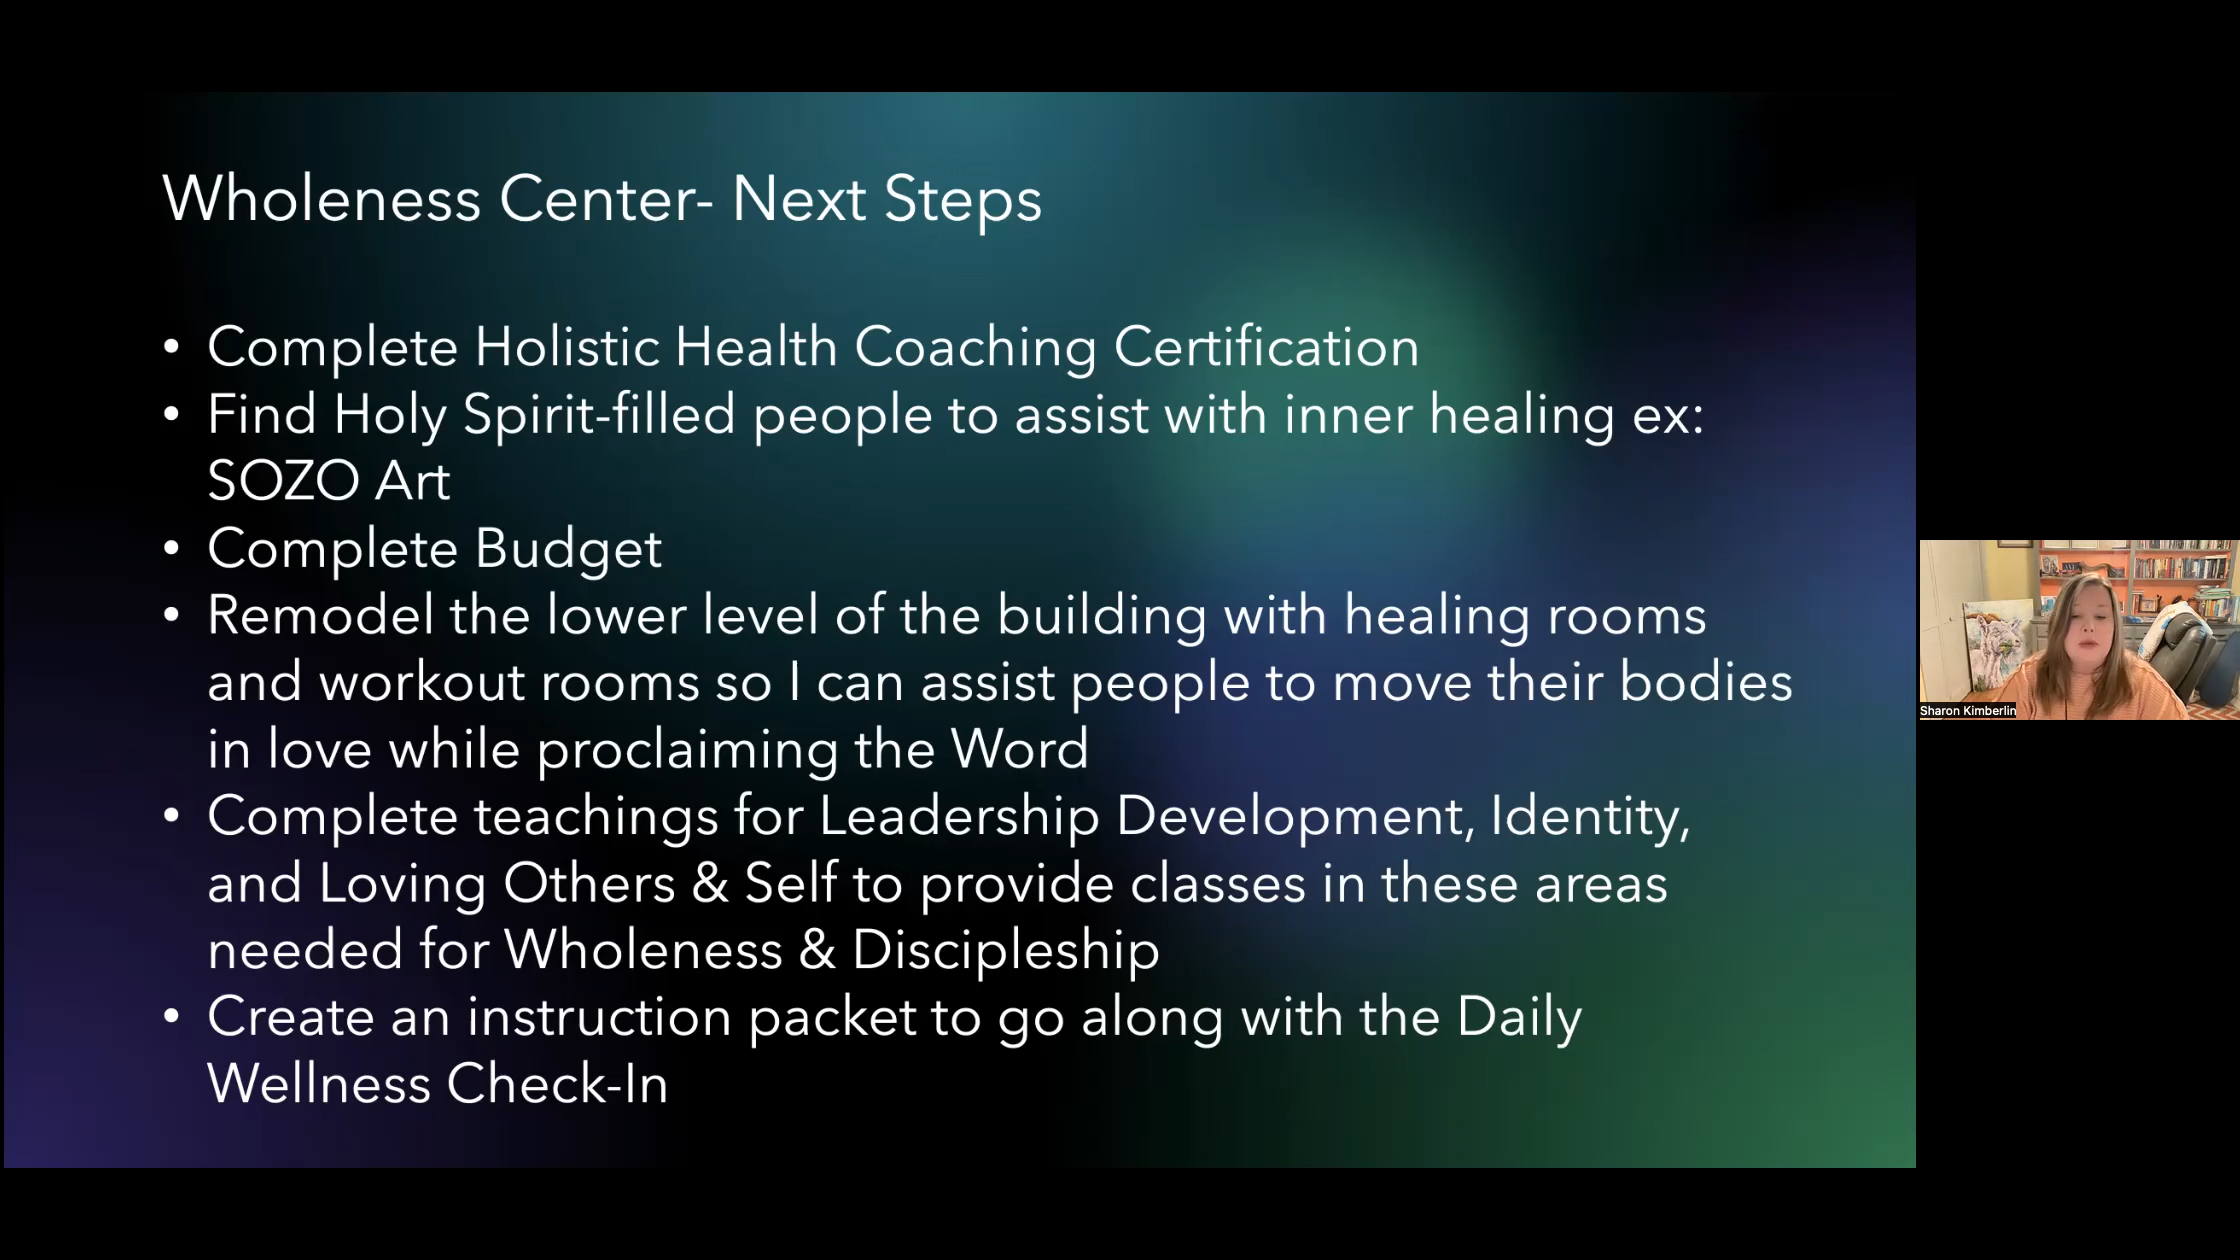 Wholeness Center- Next Steps
• Complete Holistic Health Coaching Certification
• Find Holy Spirit-filled people to assist with inner healing ex:
SOZO Art
• Complete Budget
• Remodel the lower level of the building with healing rooms
and workout rooms so I can assist people to move their bodies
in love while proclaiming the Word
• Complete teachings for Leadership Development, Identity,
and Loving Others & Self to provide classes in these areas
needed for Wholeness & Discipleship
• Create an instruction packet to go along with the Daily
Wellness Check-In
Sharon Kimberlin